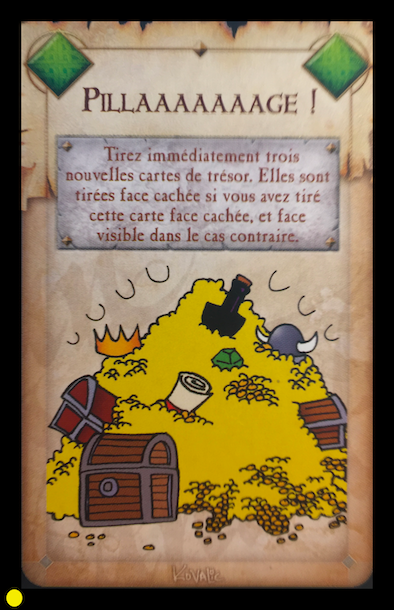 PILLAAAAAAAGE !
Tirez immédiatement trois
nouvelles cartes de trésor. Elles sont
tirées face cachée si vous avez tiré
cette carte face cachée, et face
visible dans le cas contraire.
KOVALIC